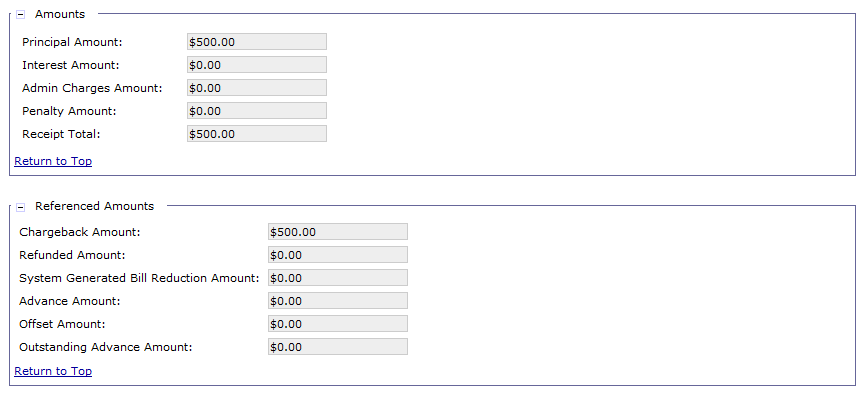 Amounts
Principal Amount: $500.00
Interest Amount: $0.00
Admin Charges Amount: $0.00
Penalty Amount: $0.00
Receipt Total: $500.00
Return to Top
Referenced Amounts
Chargeback Amount: $500.00
Refunded Amount: $0.00
System Generated Bill Reduction Amount: $0.00
Advance Amount: $0.00
Offset Amount: $0.00
Outstanding Advance Amount: $0.00
Return to Top